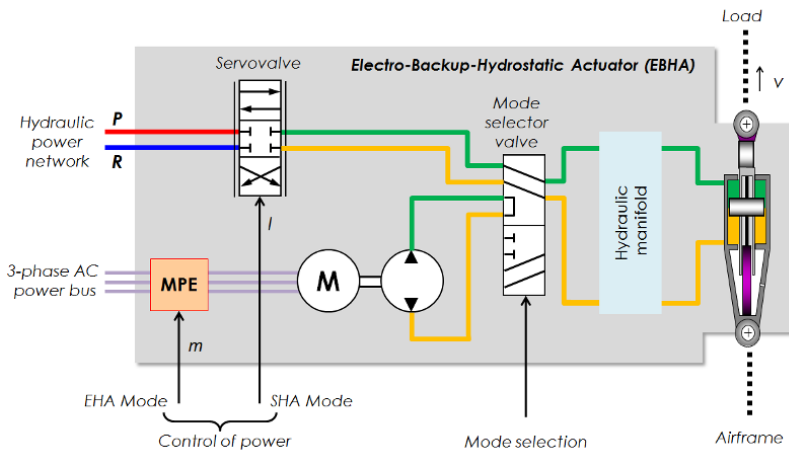 Load
Servovalve
Electro-Backup-Hydrostatic Actuator (EBHA)
v
Mode
selector
valve
Hydraulic
power
network
P
R
Hydraulic
manifold
I
3-phase AC
power bus
MPE
M
m
EHA Mode
SHA Mode
Control of power
Mode selection
Airframe